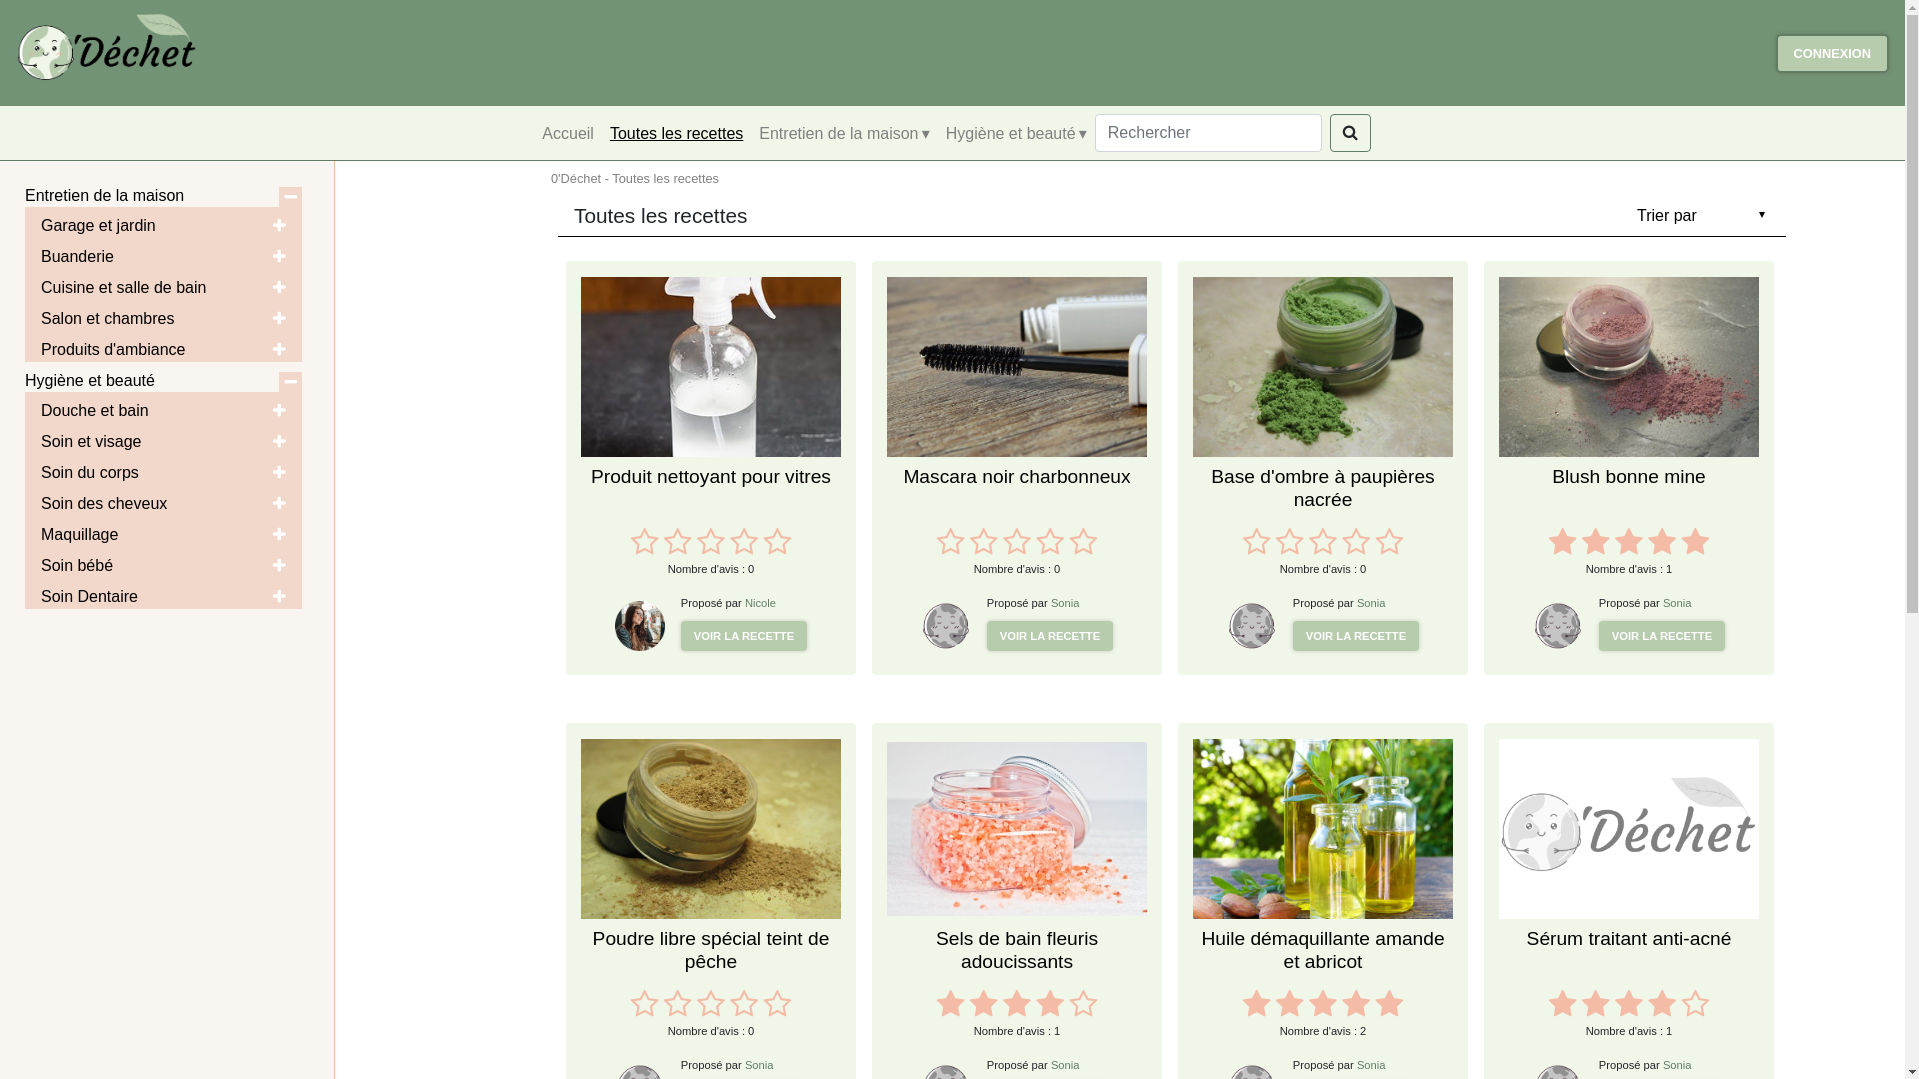 'Déchet
CONNEXION
Accueil
Toutes les recettes
Entretien de la maison ▾
Hygiène et beauté ▾
Rechercher
Entretien de la maison
Garage et jardin
Buanderie
Cuisine et salle de bain
Salon et chambres
Produits d'ambiance
Hygiène et beauté
Douche et bain
Soin et visage
Soin du corps
Soin des cheveux
Maquillage
Soin bébé
Soin Dentaire
0'Déchet - Toutes les recettes
Toutes les recettes
Trier par
Produit nettoyant pour vitres
Nombre d'avis : 0
Proposé par Nicole
VOIR LA RECETTE
Mascara noir charbonneux
Nombre d'avis : 0
Proposé par Sonia
VOIR LA RECETTE
Base d'ombre à paupières
nacrée
Nombre d'avis : 0
Proposé par Sonia
VOIR LA RECETTE
Blush bonne mine
Nombre d'avis : 1
Proposé par Sonia
VOIR LA RECETTE
Poudre libre spécial teint de
pêche
Nombre d'avis : 0
Proposé par Sonia
Sels de bain fleuris
adoucissants
Nombre d'avis : 1
Proposé par Sonia
Huile démaquillante amande
et abricot
Nombre d'avis : 2
Proposé par Sonia
'Déchet
Sérum traitant anti-acné
Nombre d'avis : 1
Proposé par Sonia